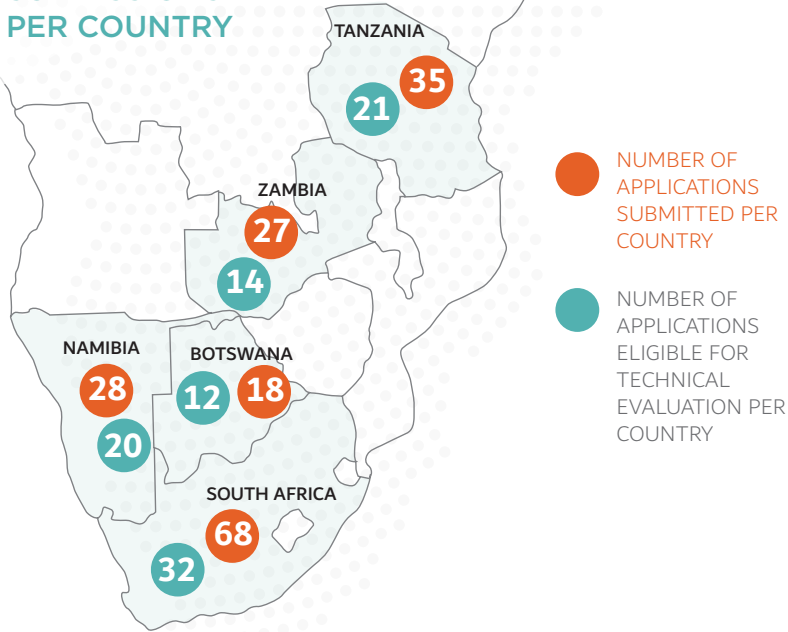 PER COUNTRY
TANZANIA
35
21
ZAMBIA
27
14
NAMIBIA
28
20
BOTSWANA
12
18
SOUTH AFRICA
68
32
NUMBER OF
APPLICATIONS
SUBMITTED PER
COUNTRY
NUMBER OF
APPLICATIONS
ELIGIBLE FOR
TECHNICAL
EVALUATION PER
COUNTRY